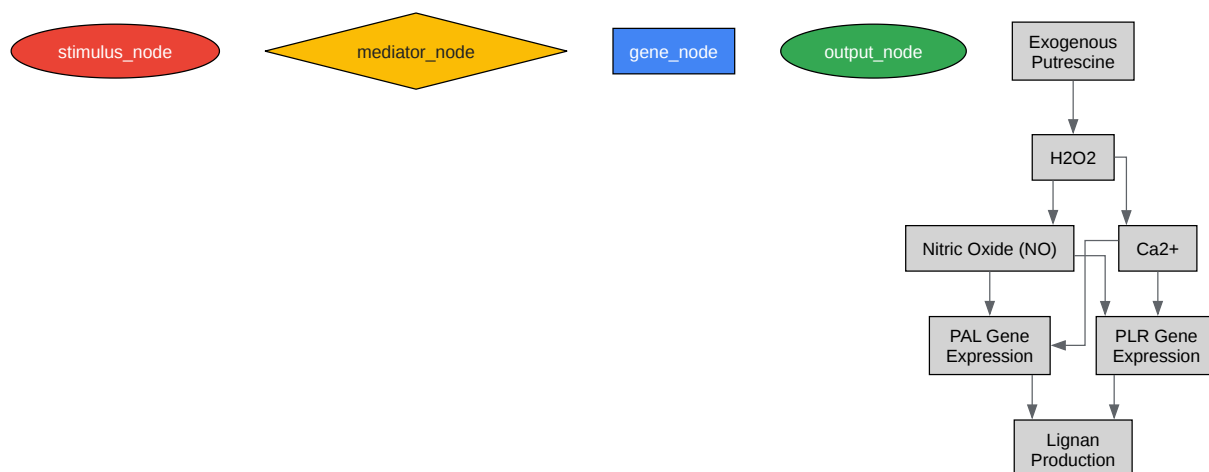 stimulus_node
mediator_node
gene_node
output_node
Exogenous
Putrescine
H2O2
Nitric Oxide (NO)
Ca2+
PAL Gene
Expression
PLR Gene
Expression
Lignan
Production